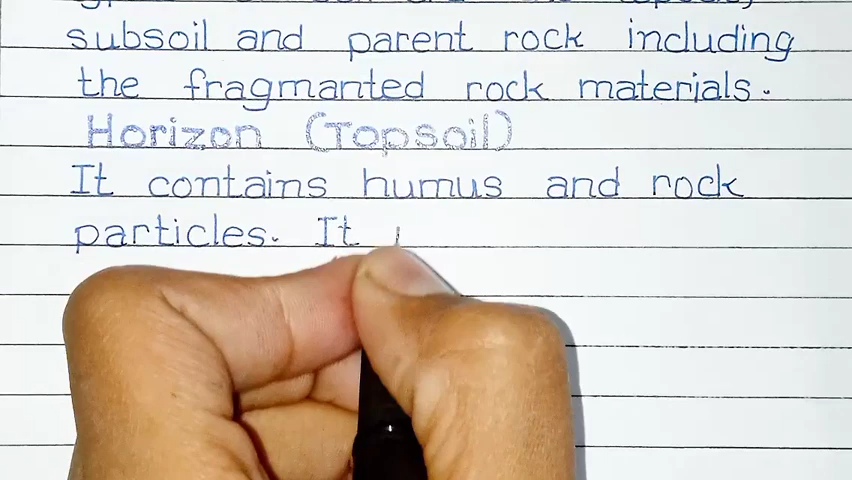 subsoil and parent rock including
the fragmanted rock materials.
Horizon (Topsoil)
It contains humus and rock
particles. It